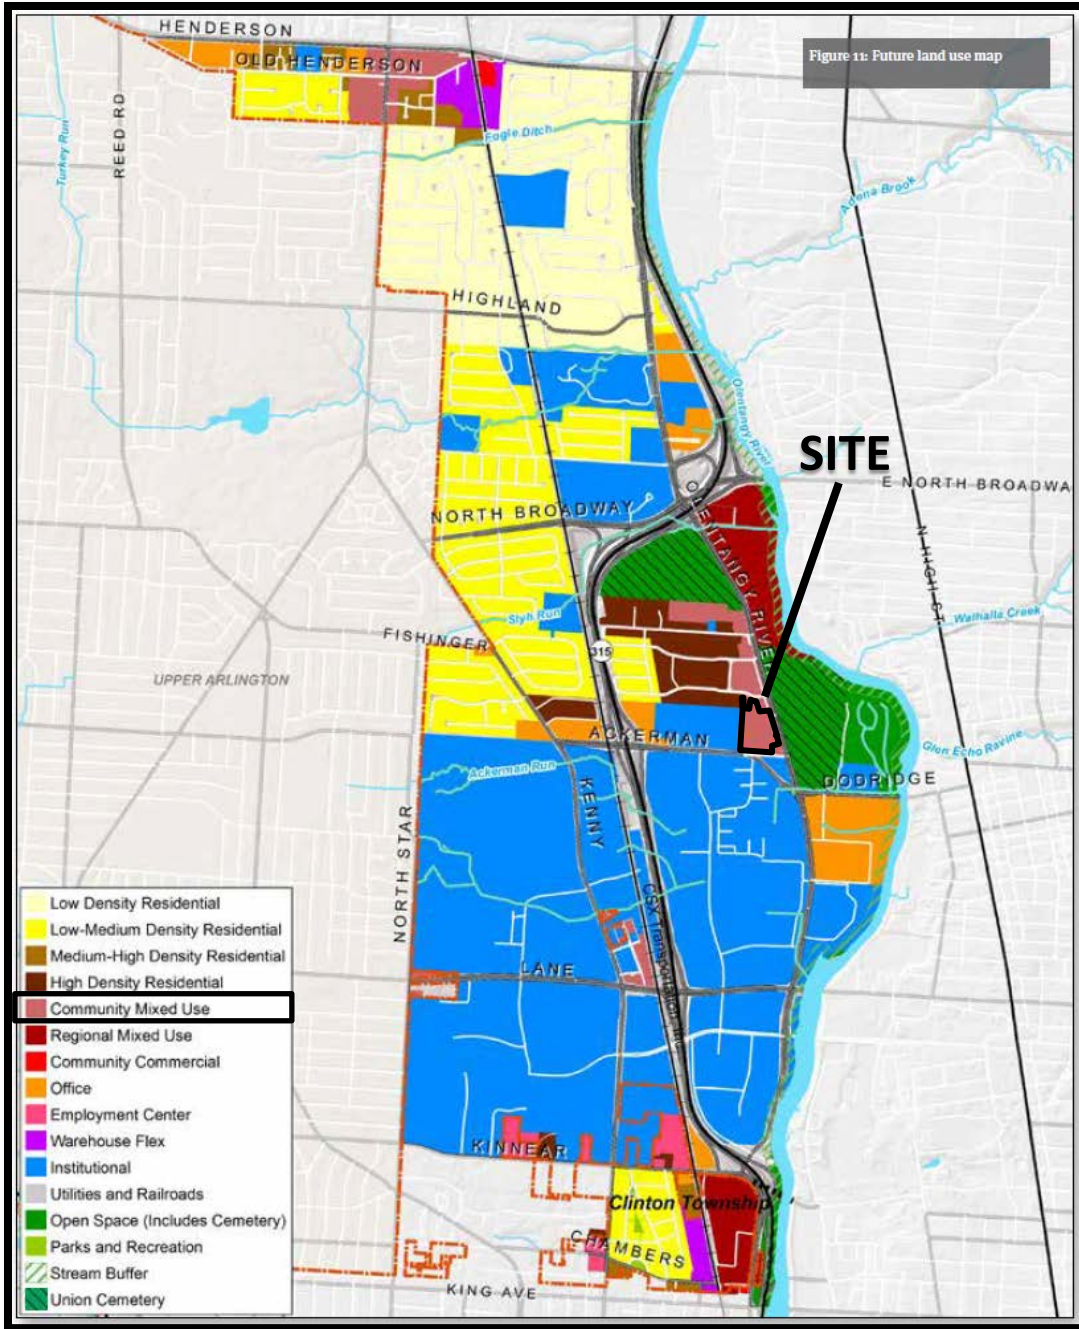 HENDERSON
Figure 11: Future land use map
OLD HENDERSON
REED RD
Turkey Run
Fogle Ditch
Adena Brook
HIGHLAND
Olentangy River
SITE
E NORTH BROADWA
OLENTANGY RIVER
NORTH BROADWAY
N HIGH ST
Slyh Run
Walhalla Creek
FISHINGER
315
UPPER ARLINGTON
ACKERMAN
Glen Echo Ravine
Ackerman Run
DODRIDGE
KENNY
NORTH STAR
CSX Transportation, Inc.
LANE
KINNEAR
Clinton Township
CHAMBERS
KING AVE
Low Density Residential
Low-Medium Density Residential
Medium-High Density Residential
High Density Residential
Community Mixed Use
Regional Mixed Use
Community Commercial
Office
Employment Center
Warehouse Flex
Institutional
Utilities and Railroads
Open Space (Includes Cemetery)
Parks and Recreation
Stream Buffer
Union Cemetery